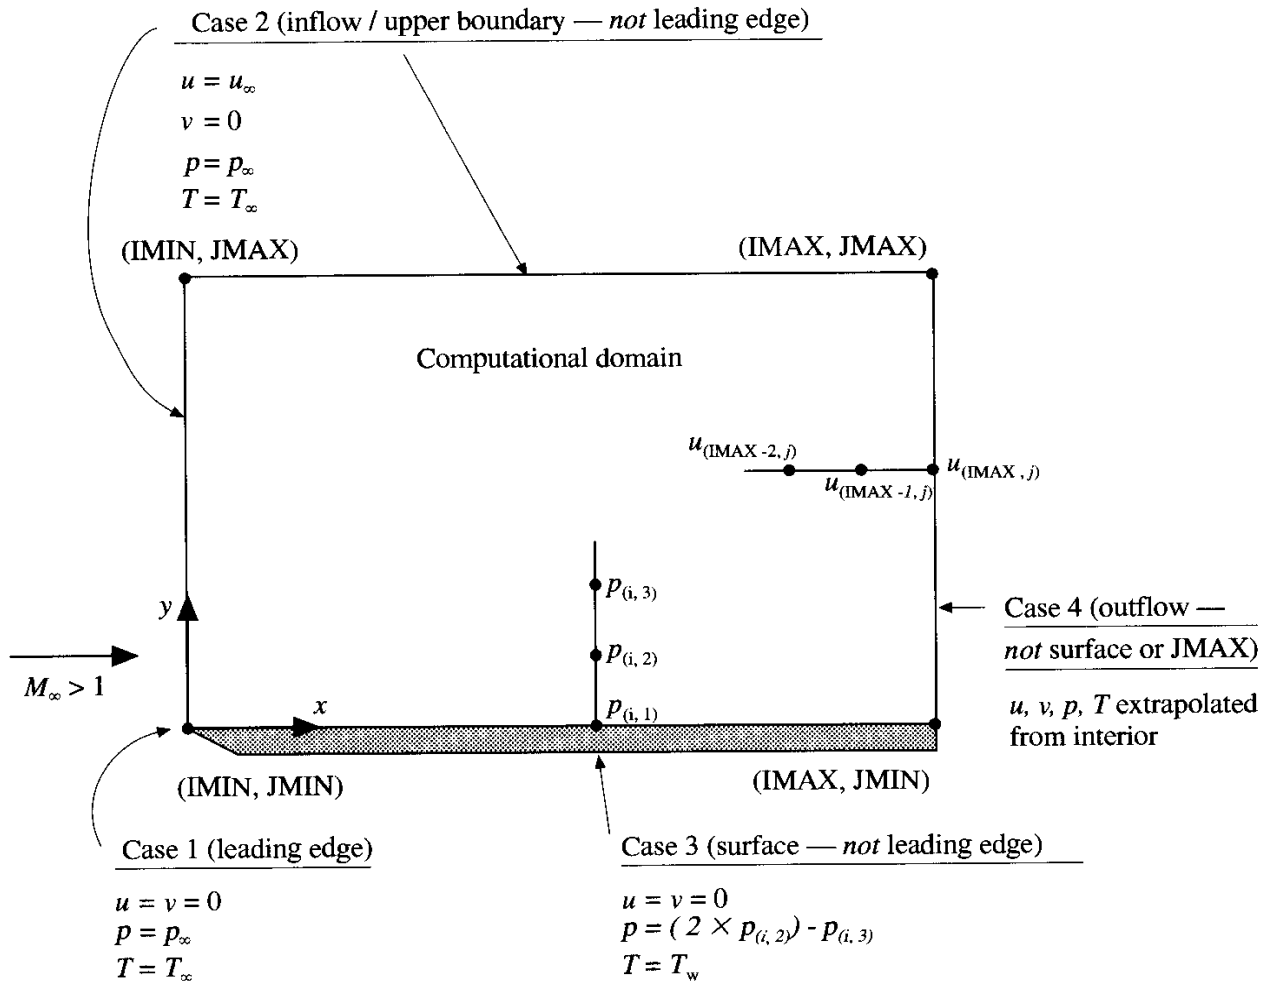 Case 2 (inflow / upper boundary — not leading edge)
u = u∞
v = 0
p = p∞
T = T∞
(IMIN, JMAX)
(IMAX, JMAX)
Computational domain
u(IMAX -2, j)
u(IMAX -1, j)
u(IMAX , j)
p(i, 3)
p(i, 2)
p(i, 1)
y
x
M∞ > 1
Case 4 (outflow —
not surface or JMAX)
u, v, p, T extrapolated
from interior
(IMIN, JMIN)
(IMAX, JMIN)
Case 1 (leading edge)
u = v = 0
p = p∞
T = T∞
Case 3 (surface — not leading edge)
u = v = 0
p = ( 2 × p(i, 2)) - p(i, 3)
T = Tw